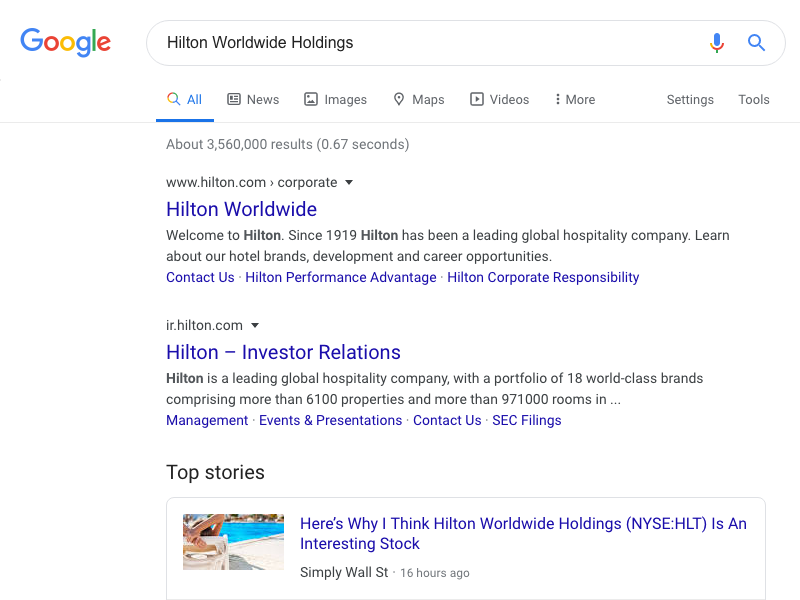 Google
Hilton Worldwide Holdings
All News Images Maps Videos More Settings Tools
About 3,560,000 results (0.67 seconds)
www.hilton.com › corporate
Hilton Worldwide
Welcome to Hilton. Since 1919 Hilton has been a leading global hospitality company. Learn
about our hotel brands, development and career opportunities.
Contact Us · Hilton Performance Advantage · Hilton Corporate Responsibility
ir.hilton.com
Hilton – Investor Relations
Hilton is a leading global hospitality company, with a portfolio of 18 world-class brands
comprising more than 6100 properties and more than 971000 rooms in ...
Management · Events & Presentations · Contact Us · SEC Filings
Top stories
Here’s Why I Think Hilton Worldwide Holdings (NYSE:HLT) Is An
Interesting Stock
Simply Wall St · 16 hours ago